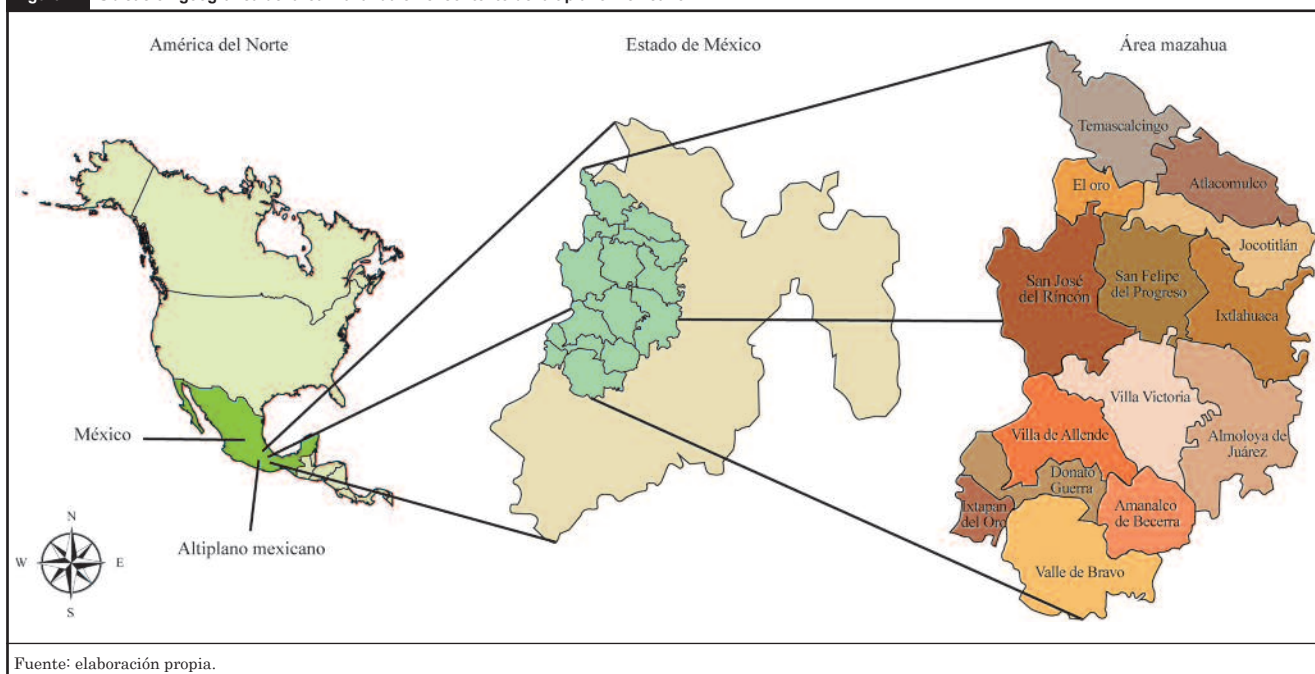 América del Norte
Estado de México
Área mazahua
Temascalcingo
El oro
Atlacomulco
Jocotitlán
San José
del Rincón
San Felipe
del Progreso
Ixtlahuaca
Villa Victoria
Almoloya de
Juárez
Villa de Allende
Donato
Guerra
Ixtapan
del Oro
Amanalco
de Becerra
Valle de Bravo
México
Altiplano mexicano
N
W
E
S
Fuente: elaboración propia.